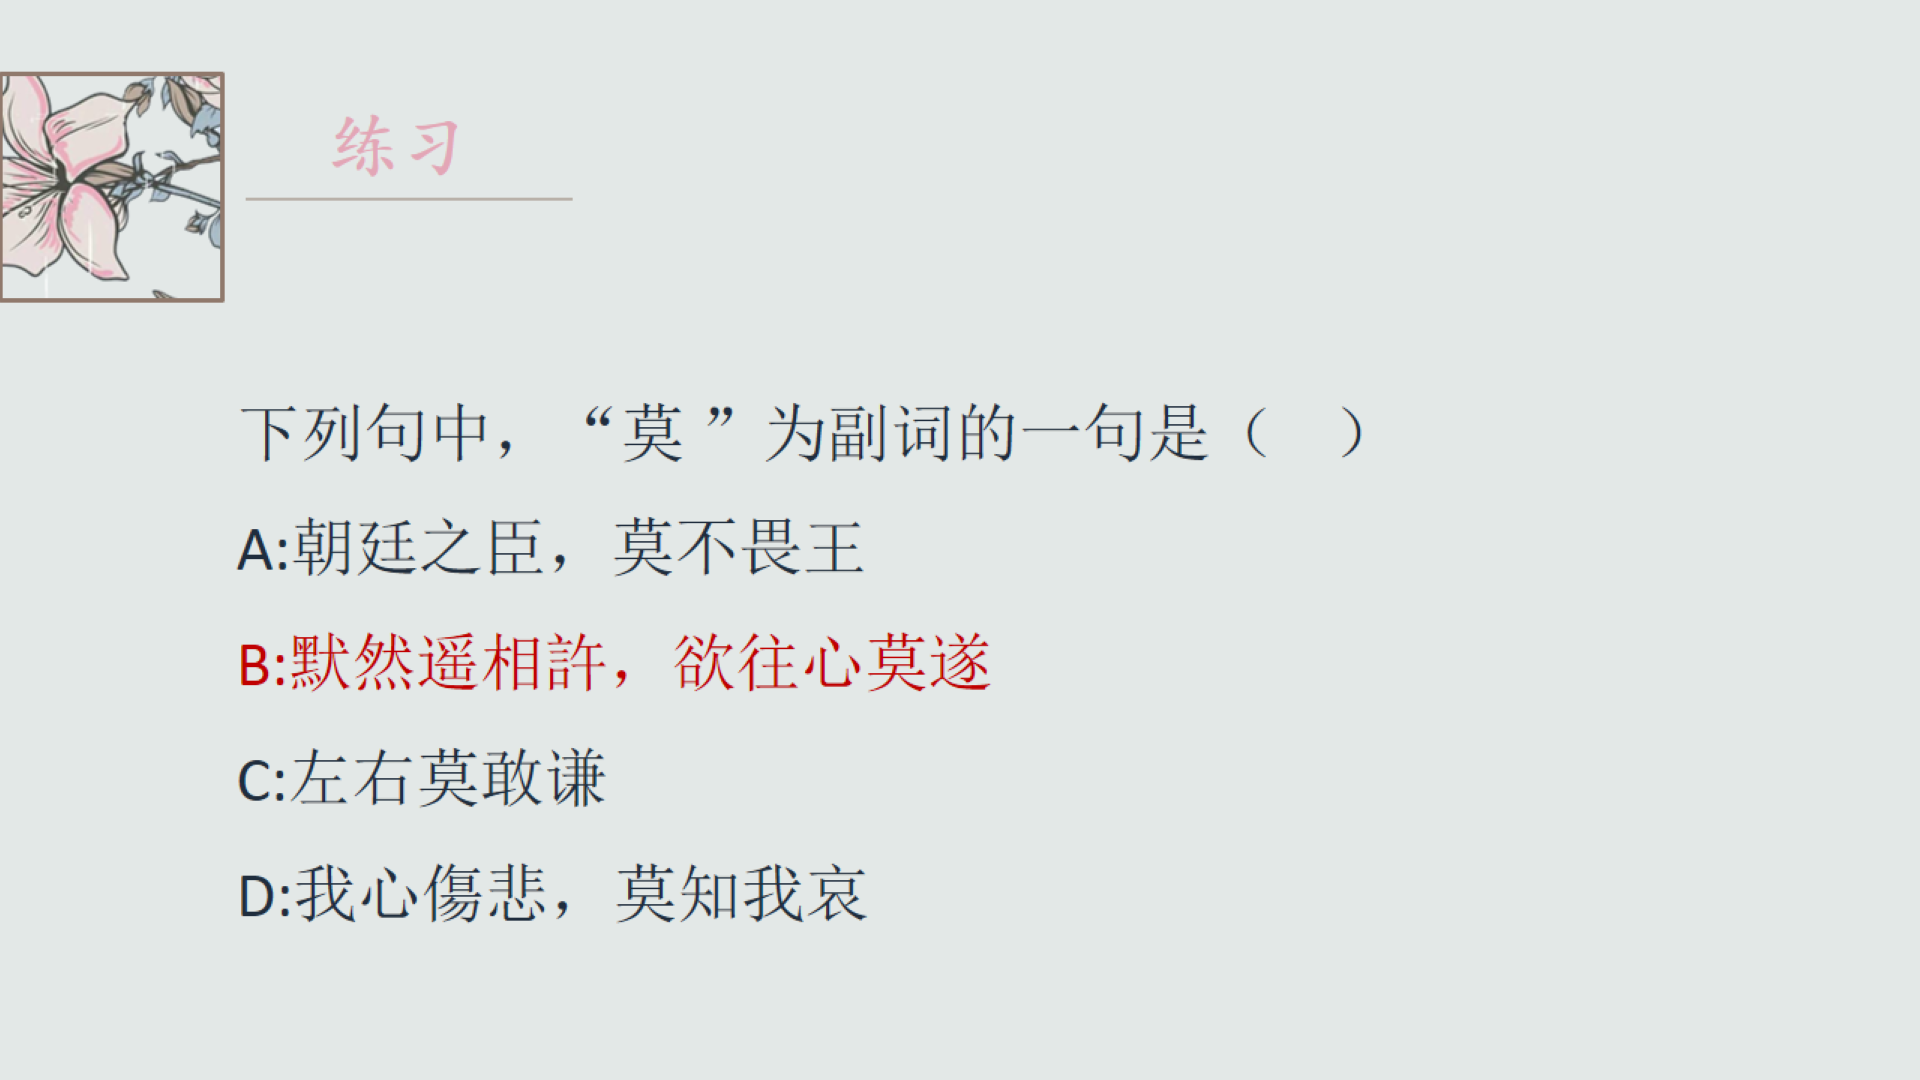 练习
下列句中，“莫 ”为副词的一句是（　）
A:朝廷之臣，莫不畏王
B:默然遥相許，欲往心莫遂
C:左右莫敢谦
D:我心傷悲，莫知我哀